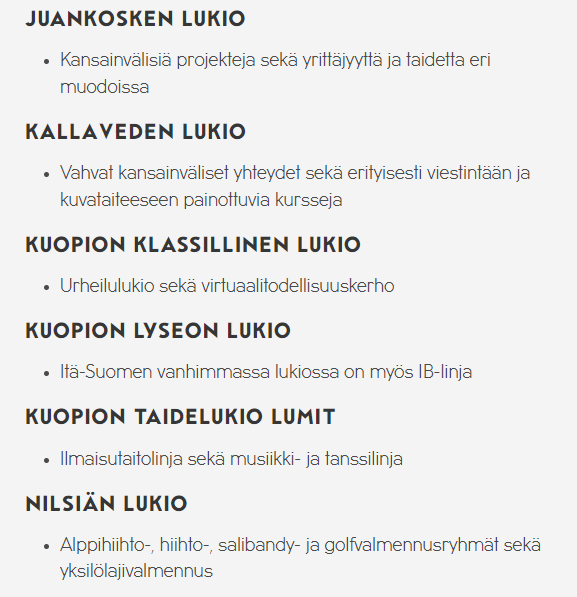 JUANKOSKEN LUKIO
• Kansainvälisiä projekteja sekä yrittäjyyttä ja taidetta eri
muodoissa
KALLAVEDEN LUKIO
• Vahvat kansainväliset yhteydet sekä erityisesti viestintään ja
kuvataiteeseen painottuvia kursseja
KUOPION KLASSILLINEN LUKIO
• Urheilulukio sekä virtuaalitodellisuuskerho
KUOPION LYSEON LUKIO
• Itä-Suomen vanhimmassa lukiossa on myös IB-linja
KUOPION TAIDELUKIO LUMIT
• Ilmaisutaitolinja sekä musiikki- ja tanssilinja
NILSIÄN LUKIO
• Alppihiihto-, hiihto-, salibandy- ja golfvalmennusryhmät sekä
yksilölajivalmennus